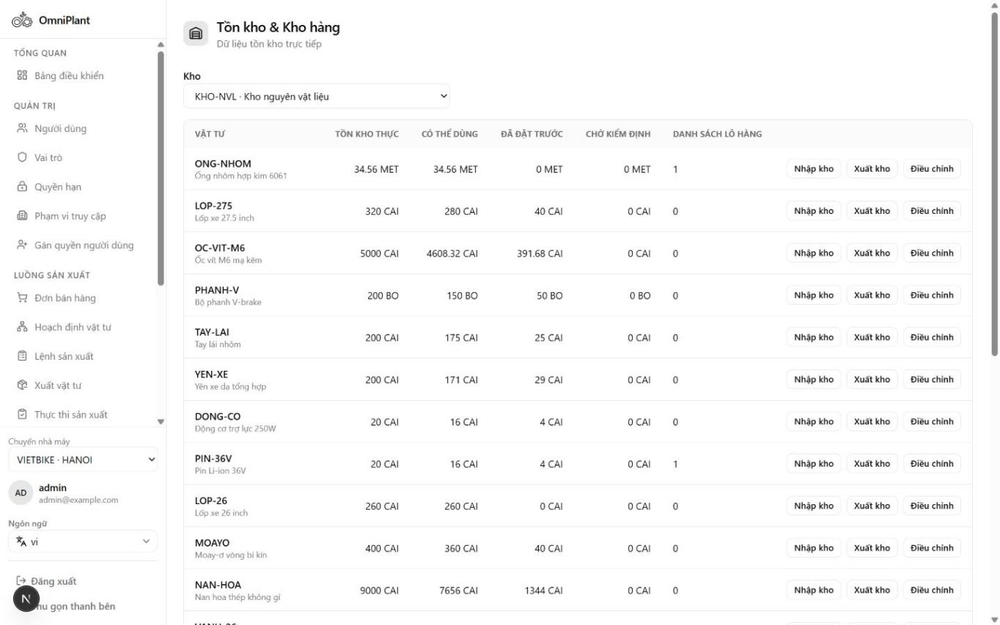 OmniPlant
TỔNG QUAN
Bảng điều khiển
QUẢN TRỊ
Người dùng
Vai trò
Quyền hạn
Phạm vi truy cập
Gán quyền người dùng
LUỒNG SẢN XUẤT
Đơn bán hàng
Hoạch định vật tư
Lệnh sản xuất
Xuất vật tư
Thực thi sản xuất
Chuyển nhà máy
VIETBIKE · HANOI
AD
admin
admin@example.com
Ngôn ngữ
vi
Đăng xuất
N
hu gọn thanh bên
Tồn kho & Kho hàng
Dữ liệu tồn kho trực tiếp
Kho
KHO-NVL · Kho nguyên vật liệu
VẬT TƯ TỒN KHO THỰC CÓ THỂ DÙNG ĐÃ ĐẶT TRƯỚC CHỜ KIỂM ĐỊNH DANH SÁCH LÔ HÀNG
ONG-NHOM
Ống nhôm hợp kim 6061
34.56 MET 34.56 MET 0 MET 0 MET 1 Nhập kho Xuất kho Điều chỉnh
LOP-275
Lốp xe 27.5 inch
320 CAI 280 CAI 40 CAI 0 CAI 0 Nhập kho Xuất kho Điều chỉnh
OC-VIT-M6
Ốc vít M6 mạ kẽm
5000 CAI 4608.32 CAI 391.68 CAI 0 CAI 0 Nhập kho Xuất kho Điều chỉnh
PHANH-V
Bộ phanh V-brake
200 BO 150 BO 50 BO 0 BO 0 Nhập kho Xuất kho Điều chỉnh
TAY-LAI
Tay lái nhôm
200 CAI 175 CAI 25 CAI 0 CAI 0 Nhập kho Xuất kho Điều chỉnh
YEN-XE
Yên xe da tổng hợp
200 CAI 171 CAI 29 CAI 0 CAI 0 Nhập kho Xuất kho Điều chỉnh
DONG-CO
Động cơ trợ lực 250W
20 CAI 16 CAI 4 CAI 0 CAI 0 Nhập kho Xuất kho Điều chỉnh
PIN-36V
Pin Li-ion 36V
20 CAI 16 CAI 4 CAI 0 CAI 1 Nhập kho Xuất kho Điều chỉnh
LOP-26
Lốp xe 26 inch
260 CAI 260 CAI 0 CAI 0 CAI 0 Nhập kho Xuất kho Điều chỉnh
MOAYO
Moay-ơ vòng bi kín
400 CAI 360 CAI 40 CAI 0 CAI 0 Nhập kho Xuất kho Điều chỉnh
NAN-HOA
Nan hoa thép không gỉ
9000 CAI 7656 CAI 1344 CAI 0 CAI 0 Nhập kho Xuất kho Điều chỉnh